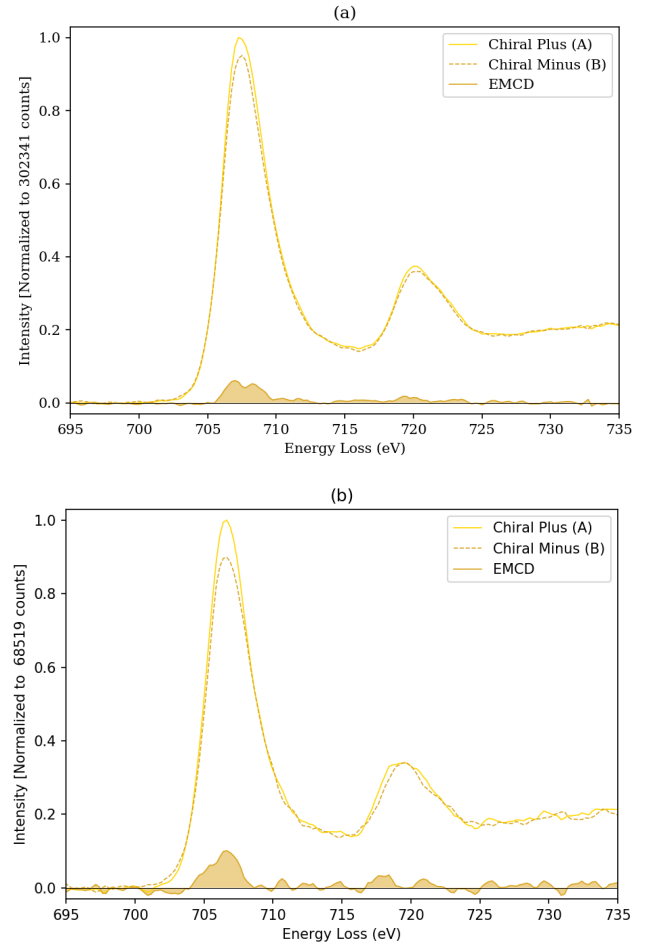 (a)
Intensity [Normalized to 302341 counts]
1.0
0.8
0.6
0.4
0.2
0.0
Chiral Plus (A)
Chiral Minus (B)
EMCD
695 700 705 710 715 720 725 730 735
Energy Loss (eV)
(b)
Intensity [Normalized to 68519 counts]
1.0
0.8
0.6
0.4
0.2
0.0
Chiral Plus (A)
Chiral Minus (B)
EMCD
695 700 705 710 715 720 725 730 735
Energy Loss (eV)